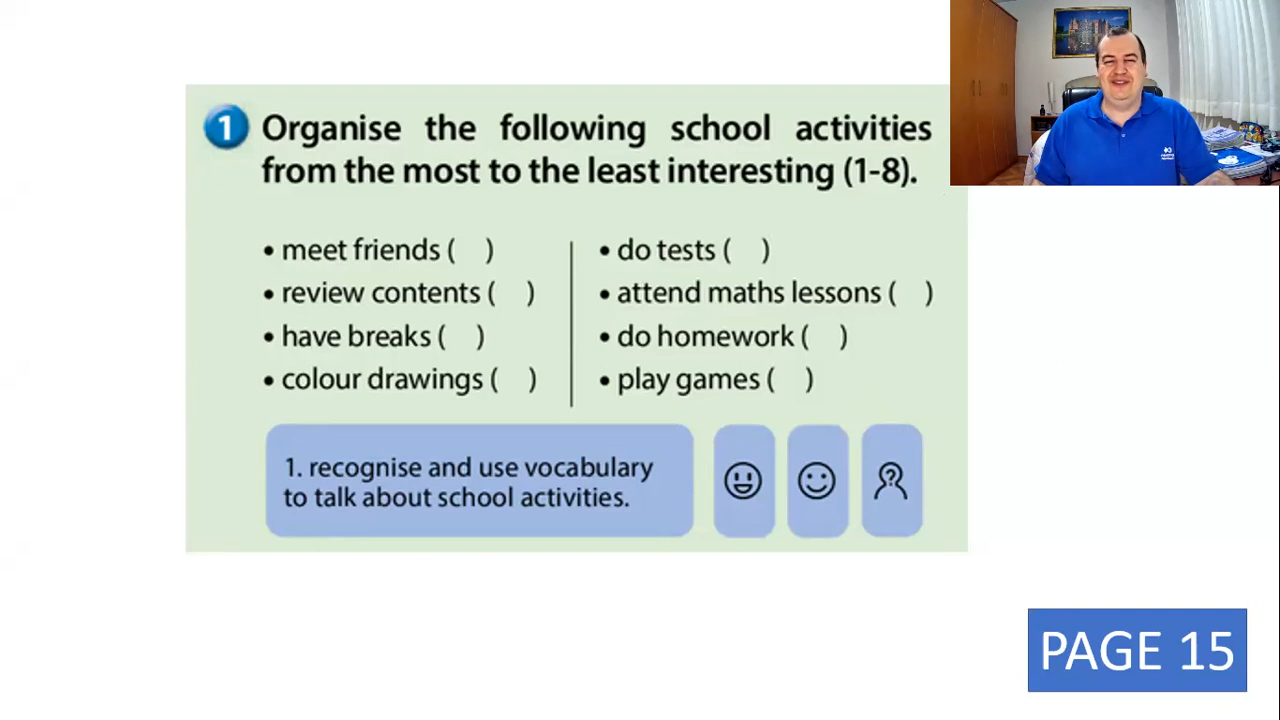 1 Organise the following school activities
from the most to the least interesting (1-8).
• meet friends ( )
• review contents ( )
• have breaks ( )
• colour drawings ( )
• do tests ( )
• attend maths lessons ( )
• do homework ( )
• play games ( )
1. recognise and use vocabulary
to talk about school activities.
PAGE 15